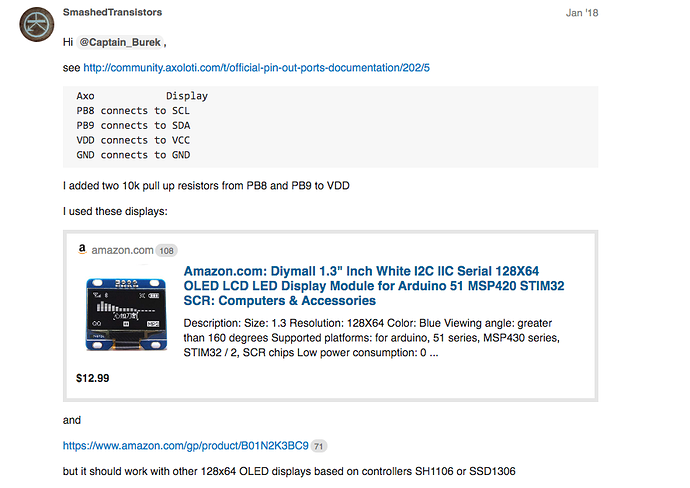 SmashedTransistors
Jan '18
Hi @Captain_Burek ,
see http://community.axoloti.com/t/official-pin-out-ports-documentation/202/5
Axo Display
PB8 connects to SCL
PB9 connects to SDA
VDD connects to VCC
GND connects to GND
I added two 10k pull up resistors from PB8 and PB9 to VDD
I used these displays:
amazon.com 108
Amazon.com: Diymall 1.3" Inch White I2C IIC Serial 128X64
OLED LCD LED Display Module for Arduino 51 MSP420 STIM32
SCR: Computers & Accessories
Description: Size: 1.3 Resolution: 128X64 Color: Blue Viewing angle: greater
than 160 degrees Supported platforms: for arduino, 51 series, MSP430 series,
STIM32 / 2, SCR chips Low power consumption: 0 ...
$12.99
and
https://www.amazon.com/gp/product/B01N2K3BC9 71
but it should work with other 128x64 OLED displays based on controllers SH1106 or SSD1306